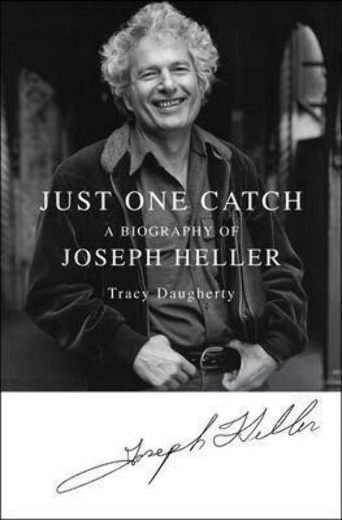 JUST ONE CATCH
A BIOGRAPHY OF
JOSEPH HELLER
Tracy Daugherty
Joseph Heller